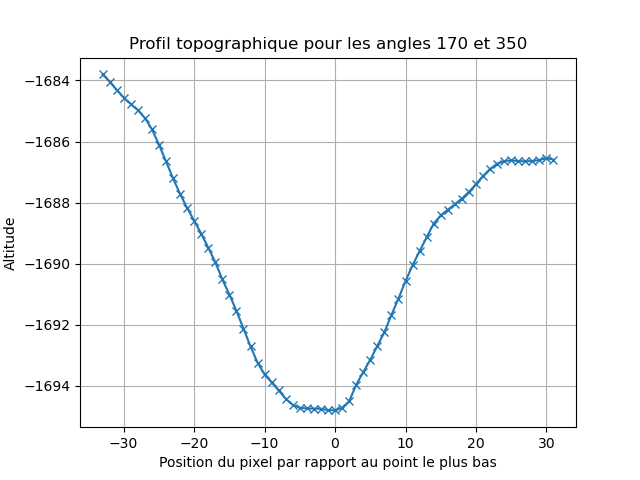 Profil topographique pour les angles 170 et 350
−1684
−1686
−1688
−1690
−1692
−1694
Altitude
−30 −20 −10 0 10 20 30
Position du pixel par rapport au point le plus bas